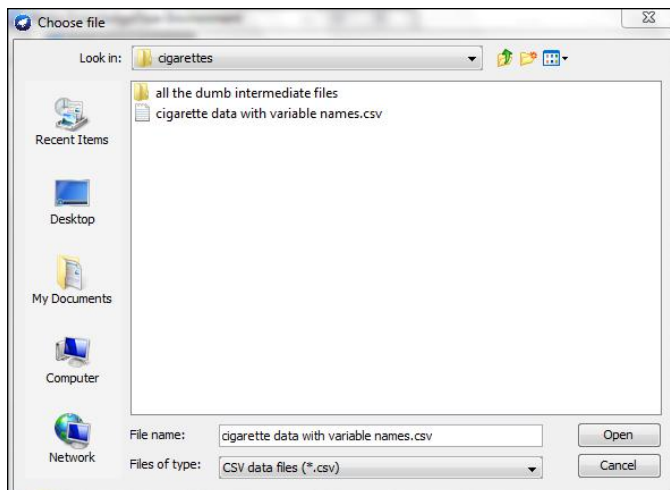 Choose file
Look in:
cigarettes
all the dumb intermediate files
cigarette data with variable names.csv
Recent Items
Desktop
My Documents
Computer
Network
File name:
cigarette data with variable names.csv
Open
Files of type:
CSV data files (*.csv)
Cancel